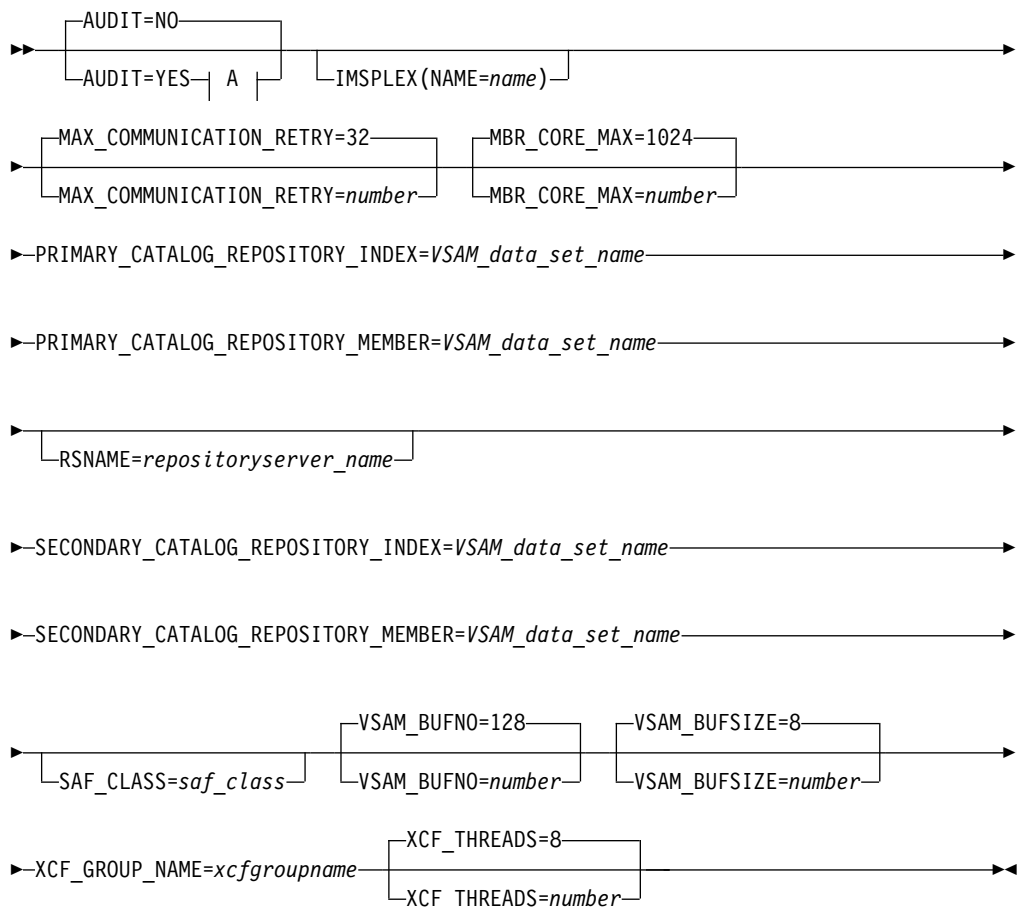 AUDIT=NO
AUDIT=YES A IMSPLEX(NAME=name)
MAX_COMMUNICATION_RETRY=32 MBR_CORE_MAX=1024
MAX_COMMUNICATION_RETRY=number MBR_CORE_MAX=number
PRIMARY_CATALOG_REPOSITORY_INDEX=VSAM_data_set_name
PRIMARY_CATALOG_REPOSITORY_MEMBER=VSAM_data_set_name
RSNAME=repositoryserver_name
SECONDARY_CATALOG_REPOSITORY_INDEX=VSAM_data_set_name
SECONDARY_CATALOG_REPOSITORY_MEMBER=VSAM_data_set_name
VSAM_BUFNO=128 VSAM_BUFSIZE=8
SAF_CLASS=saf_class VSAM_BUFNO=number VSAM_BUFSIZE=number
XCF_THREADS=8
XCF_GROUP_NAME=xcfgroupname
XCF_THREADS=number